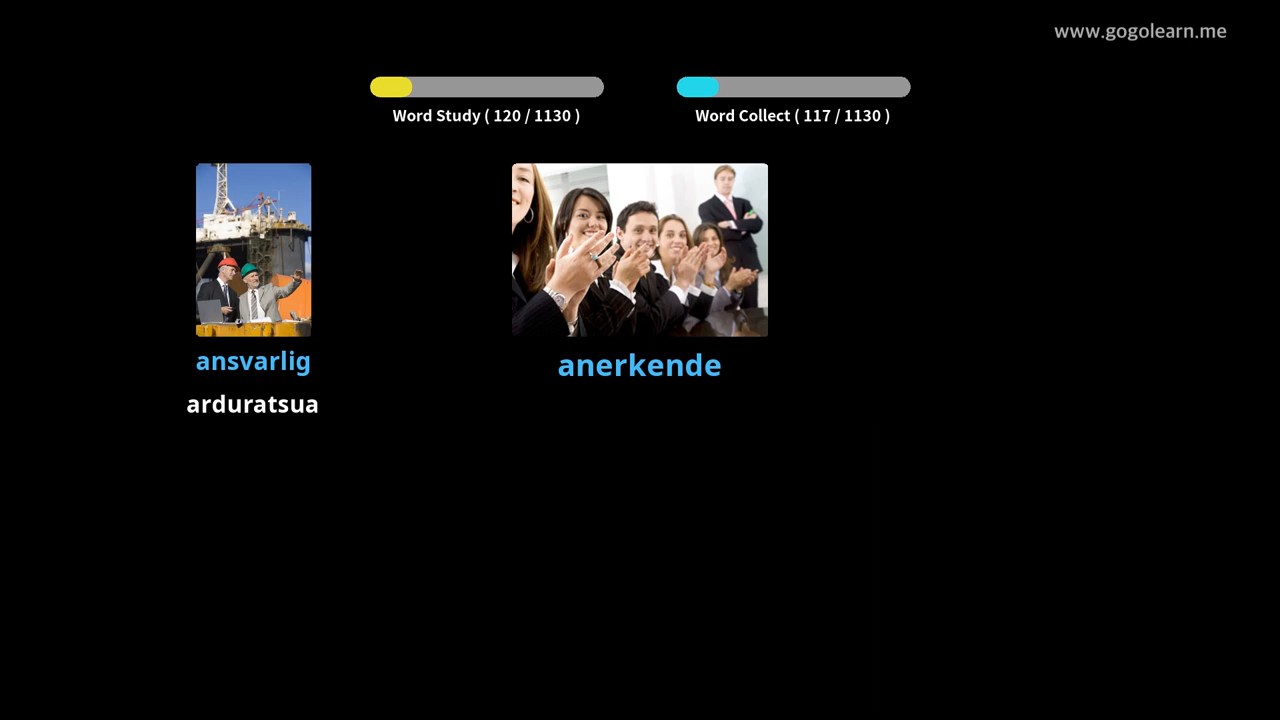 www.gogolearn.me
Word Study ( 120 / 1130 )
Word Collect ( 117 / 1130 )
ansvarlig
anerkende
arduratsua